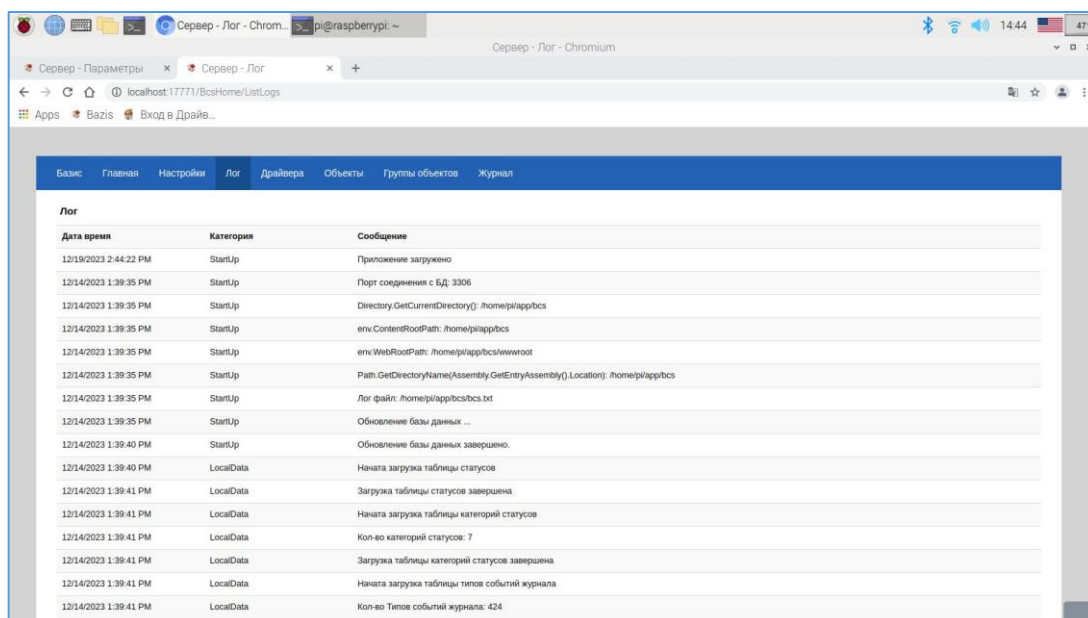 Сервер - Лог - Chrom... pi@raspberrypi: ~ 14:44 47
Сервер - Лог - Chromium
Сервер - Параметры × Сервер - Лог × +
localhost:17771/BcsHome/ListLogs
Apps Bazis Вход в Драйв...
Базис Главная Настройки Лог Драйвера Объекты Группы объектов Журнал
Лог
Дата время Категория Сообщение
12/19/2023 2:44:22 PM StartUp Приложение загружено
12/14/2023 1:39:35 PM StartUp Порт соединения с БД: 3306
12/14/2023 1:39:35 PM StartUp Directory.GetCurrentDirectory(): /home/pi/app/bcs
12/14/2023 1:39:35 PM StartUp env.ContentRootPath: /home/pi/app/bcs
12/14/2023 1:39:35 PM StartUp env.WebRootPath: /home/pi/app/bcs/wwwroot
12/14/2023 1:39:35 PM StartUp Path.GetDirectoryName(Assembly.GetEntryAssembly().Location): /home/pi/app/bcs
12/14/2023 1:39:35 PM StartUp Лог файл: /home/pi/app/bcs/bcs.txt
12/14/2023 1:39:35 PM StartUp Обновление базы данных ...
12/14/2023 1:39:40 PM StartUp Обновление базы данных завершено.
12/14/2023 1:39:40 PM LocalData Начата загрузка таблицы статусов
12/14/2023 1:39:41 PM LocalData Загрузка таблицы статусов завершена
12/14/2023 1:39:41 PM LocalData Начата загрузка таблицы категорий статусов
12/14/2023 1:39:41 PM LocalData Кол-во категорий статусов: 7
12/14/2023 1:39:41 PM LocalData Загрузка таблицы категорий статусов завершена
12/14/2023 1:39:41 PM LocalData Начата загрузка таблицы типов событий журнала
12/14/2023 1:39:41 PM LocalData Кол-во Типов событий журнала: 424